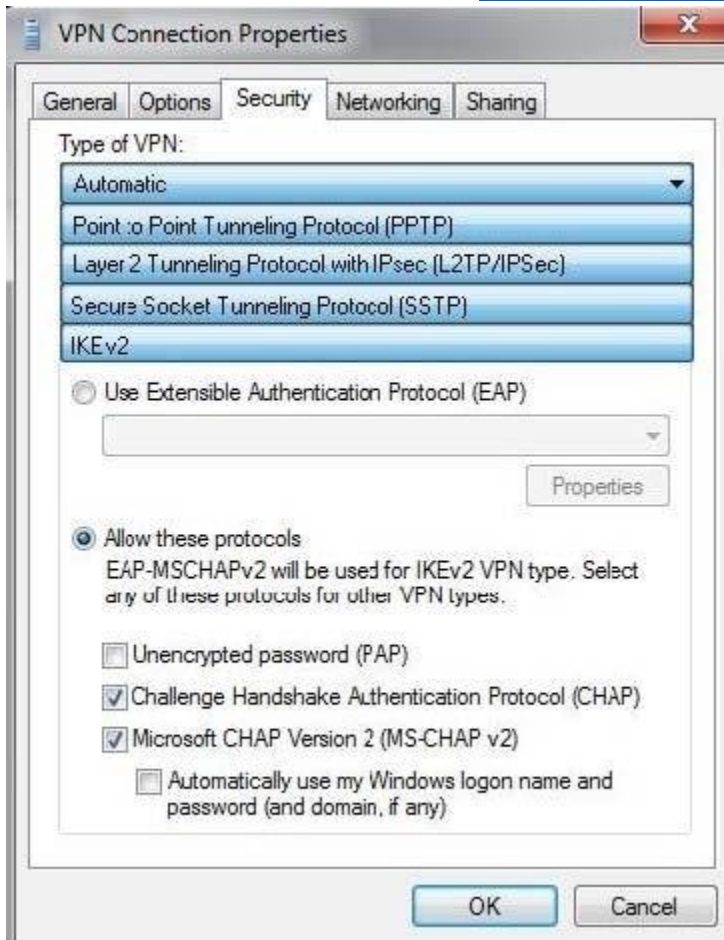 VPN Connection Properties
General Options Security Networking Sharing
Type of VPN:
Automatic
Point to Point Tunneling Protocol (PPTP)
Layer 2 Tunneling Protocol with IPsec (L2TP/IPSec)
Secure Socket Tunneling Protocol (SSTP)
IKEv2
Use Extensible Authentication Protocol (EAP)
Properties
Allow these protocols
EAP-MSCHAPv2 will be used for IKEv2 VPN type. Select
any of these protocols for other VPN types.
Unencrypted password (PAP)
Challenge Handshake Authentication Protocol (CHAP)
Microsoft CHAP Version 2 (MS-CHAP v2)
Automatically use my Windows logon name and
password (and domain, if any)
OK Cancel